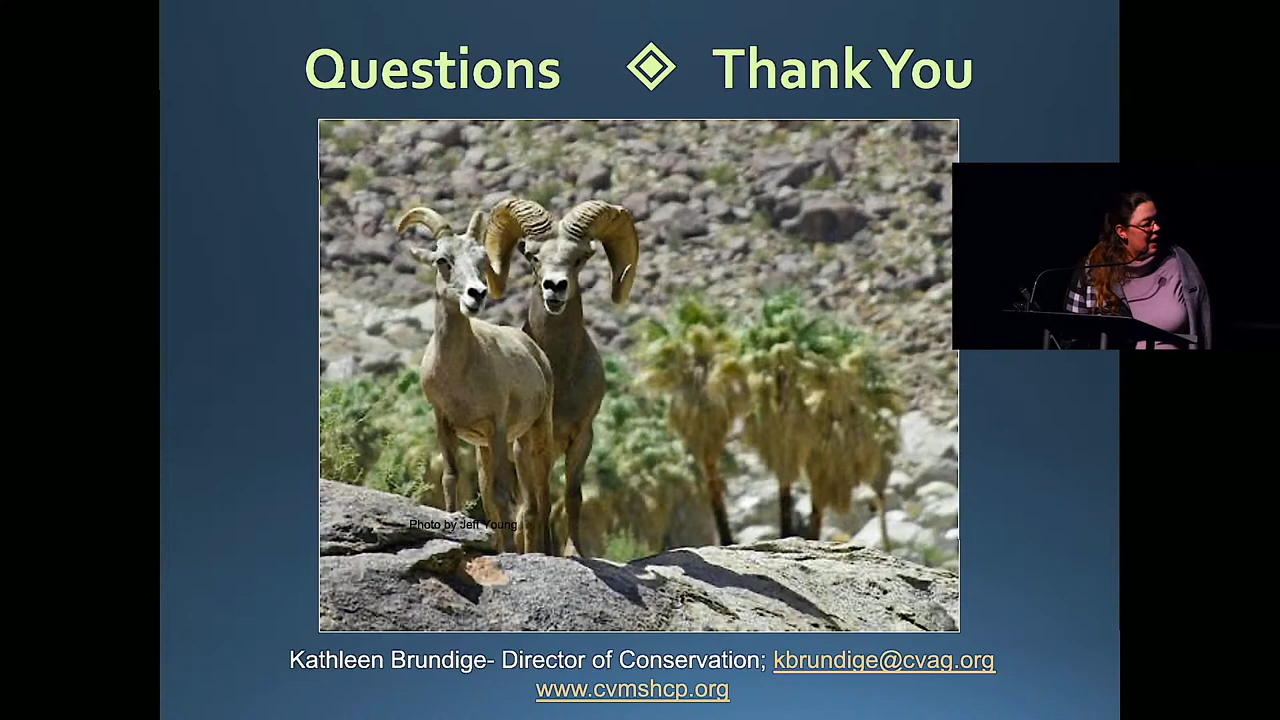 Questions ◈ Thank You
Photo by Jeff Young
Kathleen Brundige- Director of Conservation; kbrundige@cvag.org
www.cvmshcp.org